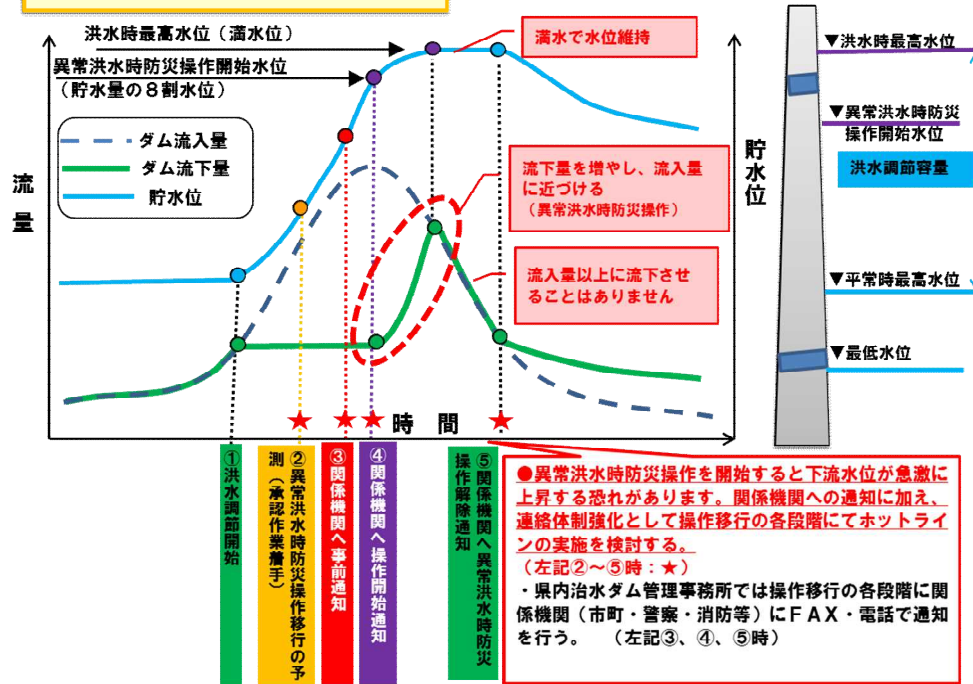 洪水時最高水位(満水位)
異常洪水時防災操作開始水位
(貯水量の8割水位)
ダム流入量
ダム流下量
貯水位
流量
満水で水位維持
流下量を増やし、流入量
に近づける
(異常洪水時防災操作)
流入量以上に流下させ
ることはありません
貯水位
▼洪水時最高水位
▼異常洪水時防災
操作開始水位
洪水調節容量
▼平常時最高水位
▼最低水位
★
★
★
★
時 間
①洪水調節開始
②異常洪水時防災操作移行の予
測(承認作業着手)
③関係機関へ事前通知
④関係機関へ操作開始通知
⑤関係機関へ異常洪水時防災
操作解除通知
●異常洪水時防災操作を開始すると下流水位が急激に
上昇する恐れがあります。関係機関への通知に加え、
連絡体制強化として操作移行の各段階にてホットライ
ンの実施を検討する。
(左記②~⑤時:★)
・県内治水ダム管理事務所では操作移行の各段階に関
係機関(市町・警察・消防等)にFAX・電話で通知
を行う。 (左記③、④、⑤時)